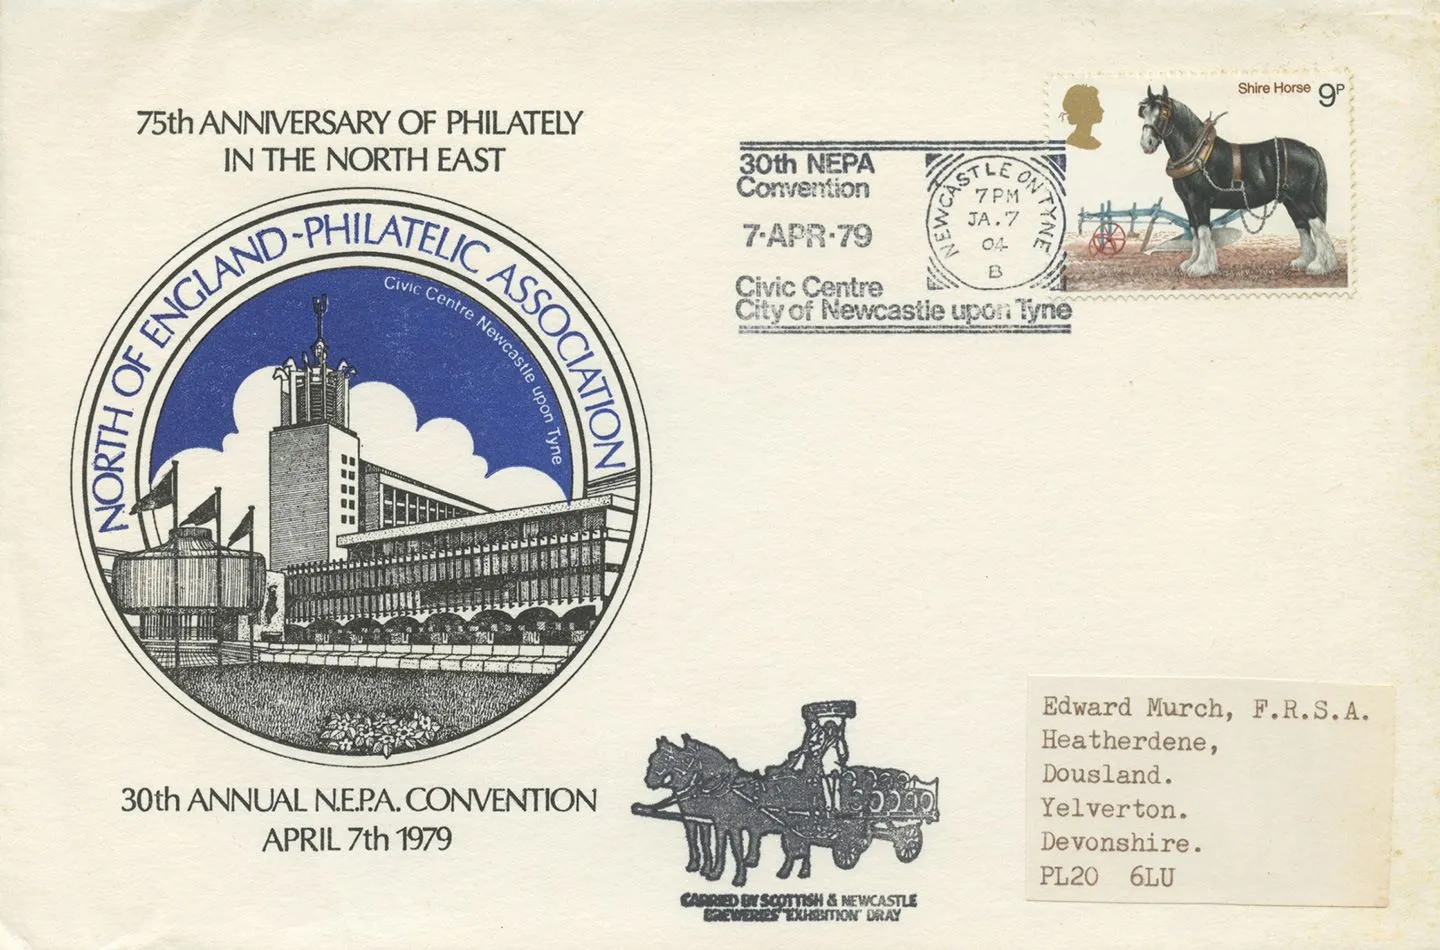 75th ANNIVERSARY OF PHILATELY
IN THE NORTH EAST
NORTH OF ENGLAND-PHILATELIC ASSOCIATION
Civic Centre Newcastle upon Tyne
30th ANNUAL N.E.P.A. CONVENTION
APRIL 7th 1979
30th NEPA
Convention
7·APR·79
Civic Centre
City of Newcastle upon Tyne
NEWCASTLE ON TYNE
7 PM
JA. 7
04
B
Shire Horse 9P
CARRIED BY SCOTTISH & NEWCASTLE
BREWERIES' "EXHIBITION" DRAY
Edward Murch, F.R.S.A.
Heatherdene,
Dousland.
Yelverton.
Devonshire.
PL20 6LU